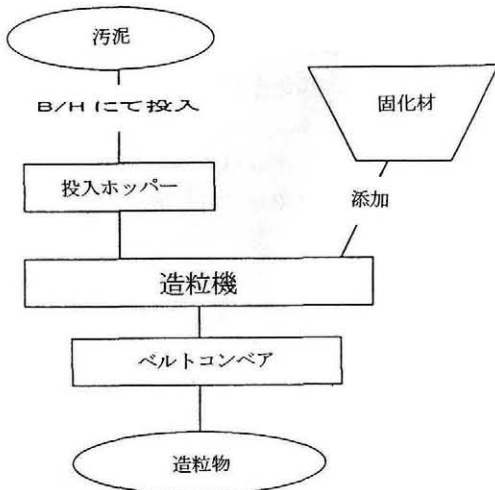 汚泥
B/Hにて投入
固化材
投入ホッパー
添加
造粒機
ベルトコンベア
造粒物